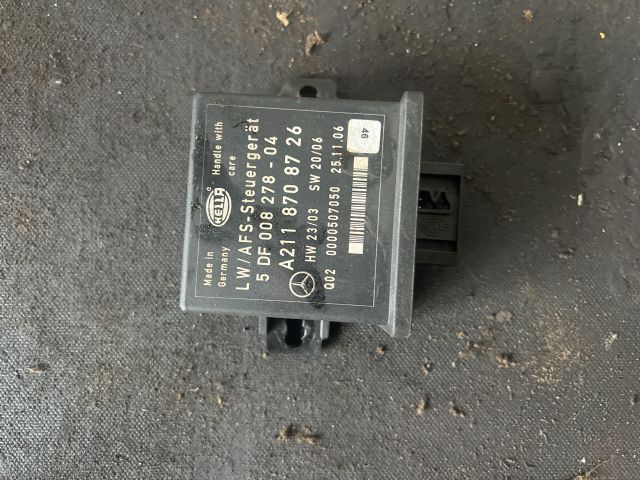 Made in
Germany
HELLA
Handle with
care
LW/AFS-Steuergerät
5 DF 008 278 - 04
A211 870 87 26
HW 23/03 SW 20/06
Q02 0000507050 25.11.06
46